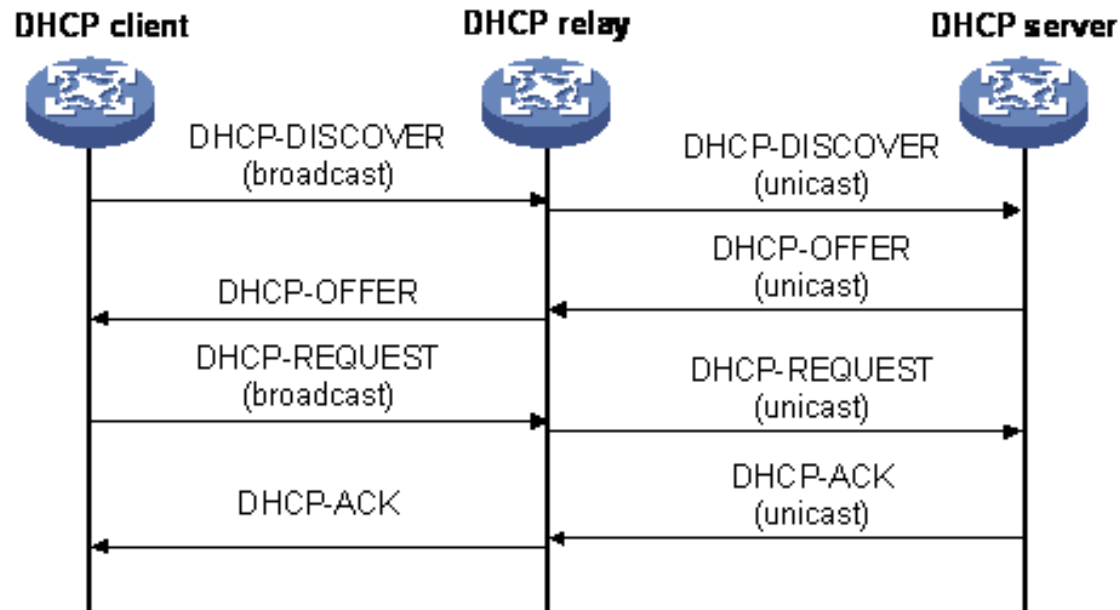 DHCP client
DHCP relay
DHCP server
DHCP-DISCOVER
(broadcast)
DHCP-DISCOVER
(unicast)
DHCP-OFFER
(unicast)
DHCP-OFFER
DHCP-REQUEST
(broadcast)
DHCP-REQUEST
(unicast)
DHCP-ACK
(unicast)
DHCP-ACK